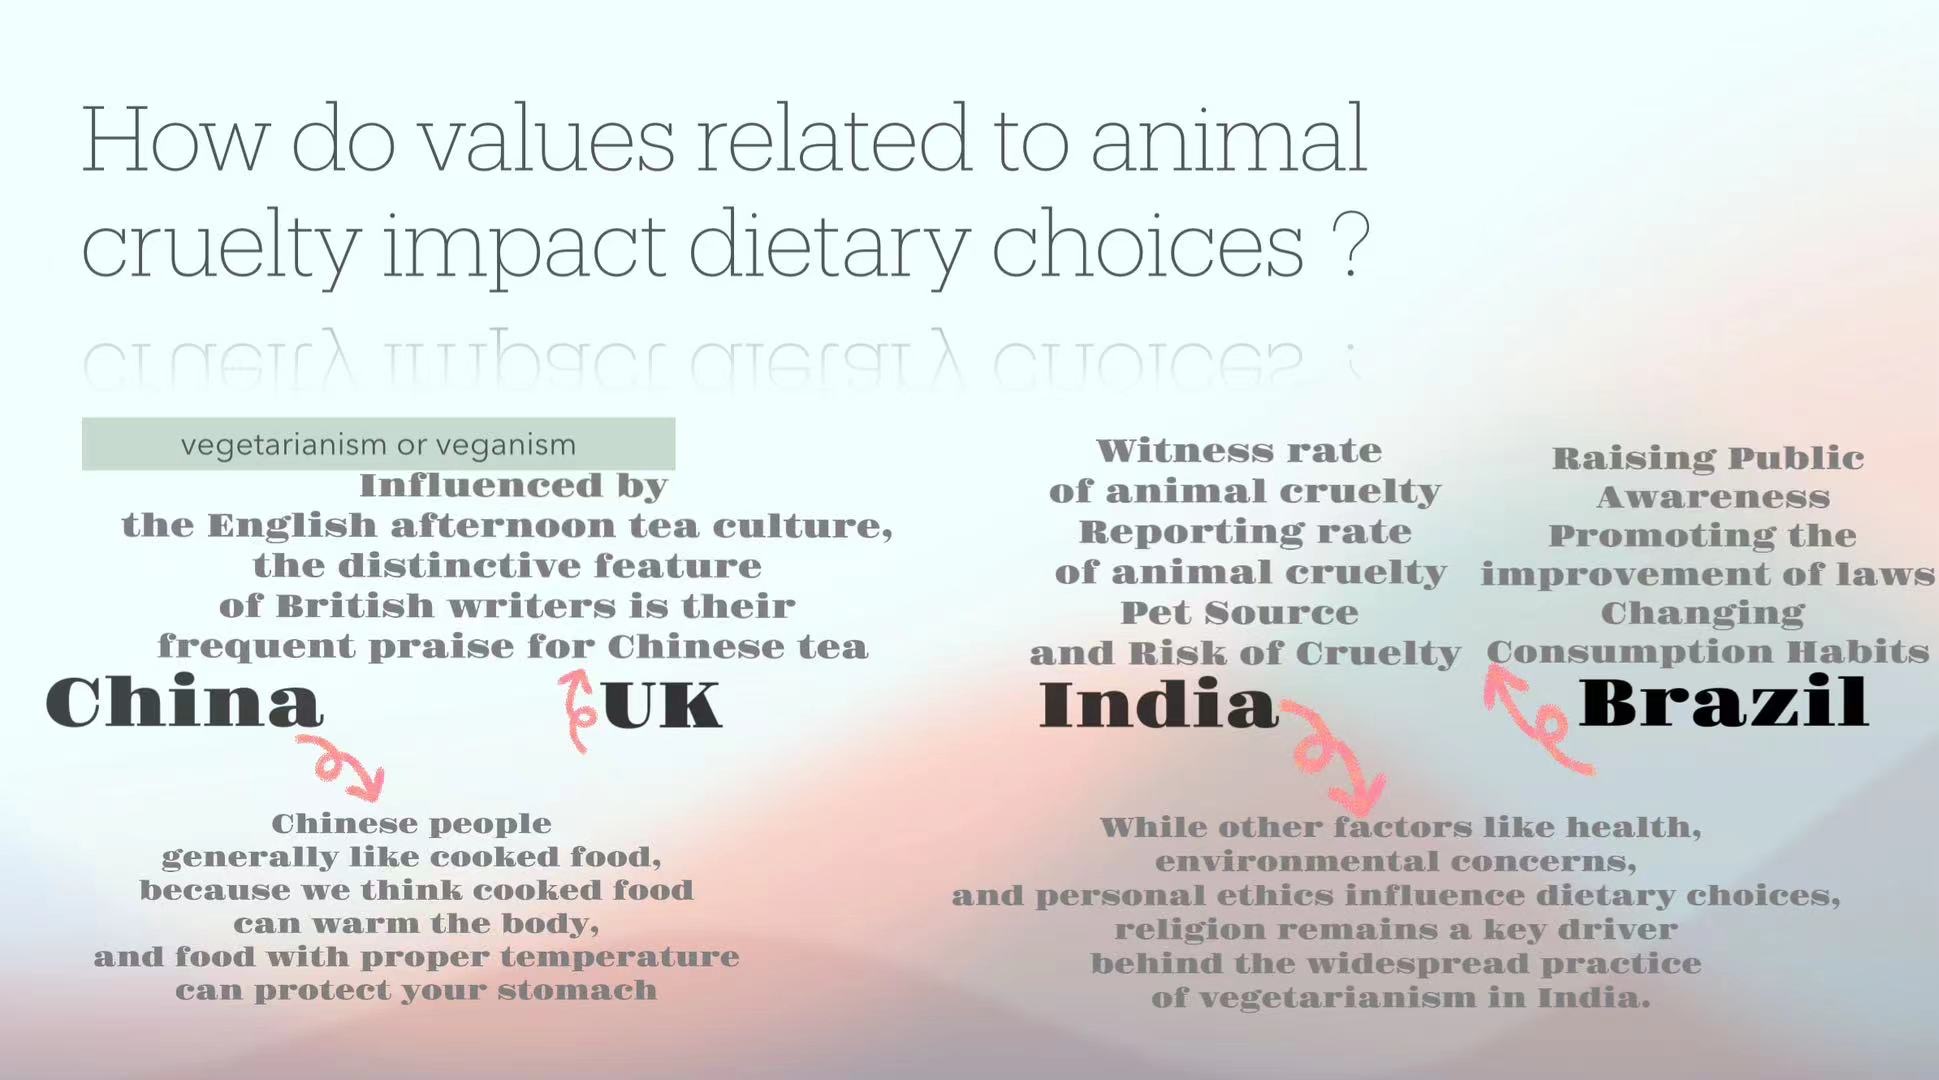 How do values related to animal
cruelty impact dietary choices ?
vegetarianism or veganism
Influenced by
the English afternoon tea culture,
the distinctive feature
of British writers is their
frequent praise for Chinese tea
China
UK
Chinese people
generally like cooked food,
because we think cooked food
can warm the body,
and food with proper temperature
can protect your stomach
Witness rate
of animal cruelty
Reporting rate
of animal cruelty
Pet Source
and Risk of Cruelty
Raising Public
Awareness
Promoting the
improvement of laws
Changing
Consumption Habits
India
Brazil
While other factors like health,
environmental concerns,
and personal ethics influence dietary choices,
religion remains a key driver
behind the widespread practice
of vegetarianism in India.